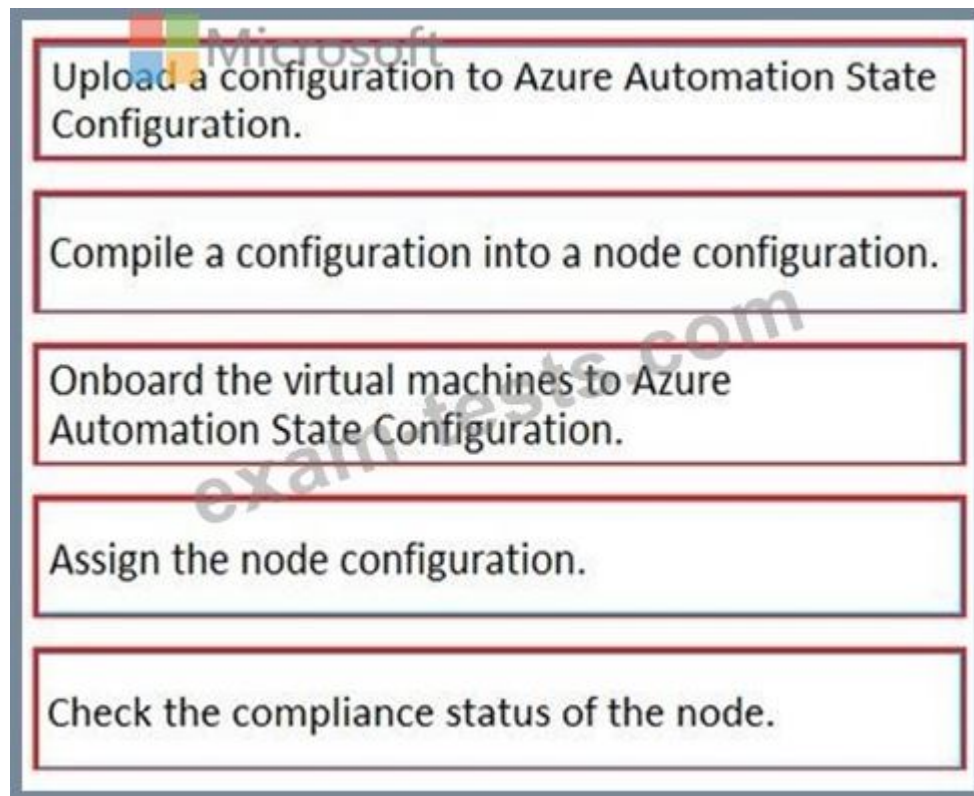 Microsoft
Upload a configuration to Azure Automation State
Configuration.
Compile a configuration into a node configuration.
Onboard the virtual machines to Azure
Automation State Configuration.
exam-tests.com
Assign the node configuration.
Check the compliance status of the node.